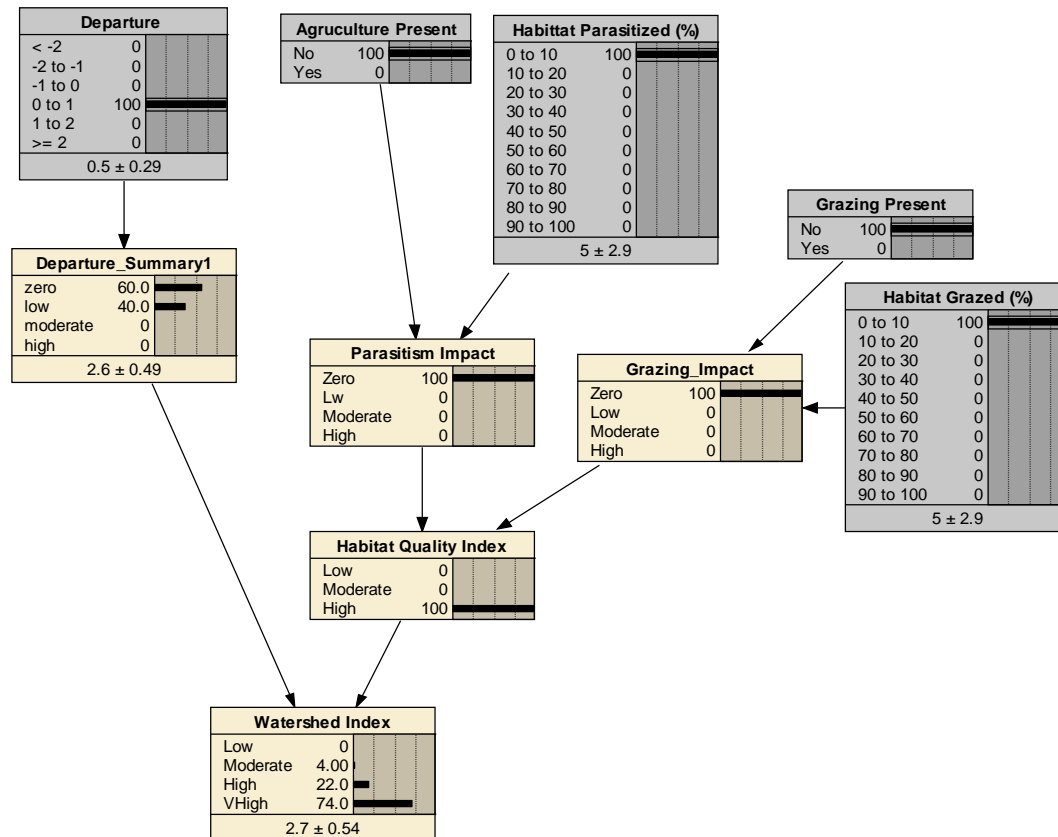 Departure
< -2 0
-2 to -1 0
-1 to 0 0
0 to 1 100
1 to 2 0
>= 2 0
0.5 ± 0.29
Agruculture Present
No 100
Yes 0
Habittat Parasitized (%)
0 to 10 100
10 to 20 0
20 to 30 0
30 to 40 0
40 to 50 0
50 to 60 0
60 to 70 0
70 to 80 0
80 to 90 0
90 to 100 0
5 ± 2.9
Grazing Present
No 100
Yes 0
Departure_Summary1
zero 60.0
low 40.0
moderate 0
high 0
2.6 ± 0.49
Habitat Grazed (%)
0 to 10 100
10 to 20 0
20 to 30 0
30 to 40 0
40 to 50 0
50 to 60 0
60 to 70 0
70 to 80 0
80 to 90 0
90 to 100 0
5 ± 2.9
Parasitism Impact
Zero 100
Lw 0
Moderate 0
High 0
Grazing_Impact
Zero 100
Low 0
Moderate 0
High 0
Habitat Quality Index
Low 0
Moderate 0
High 100
Watershed Index
Low 0
Moderate 4.00
High 22.0
VHigh 74.0
2.7 ± 0.54